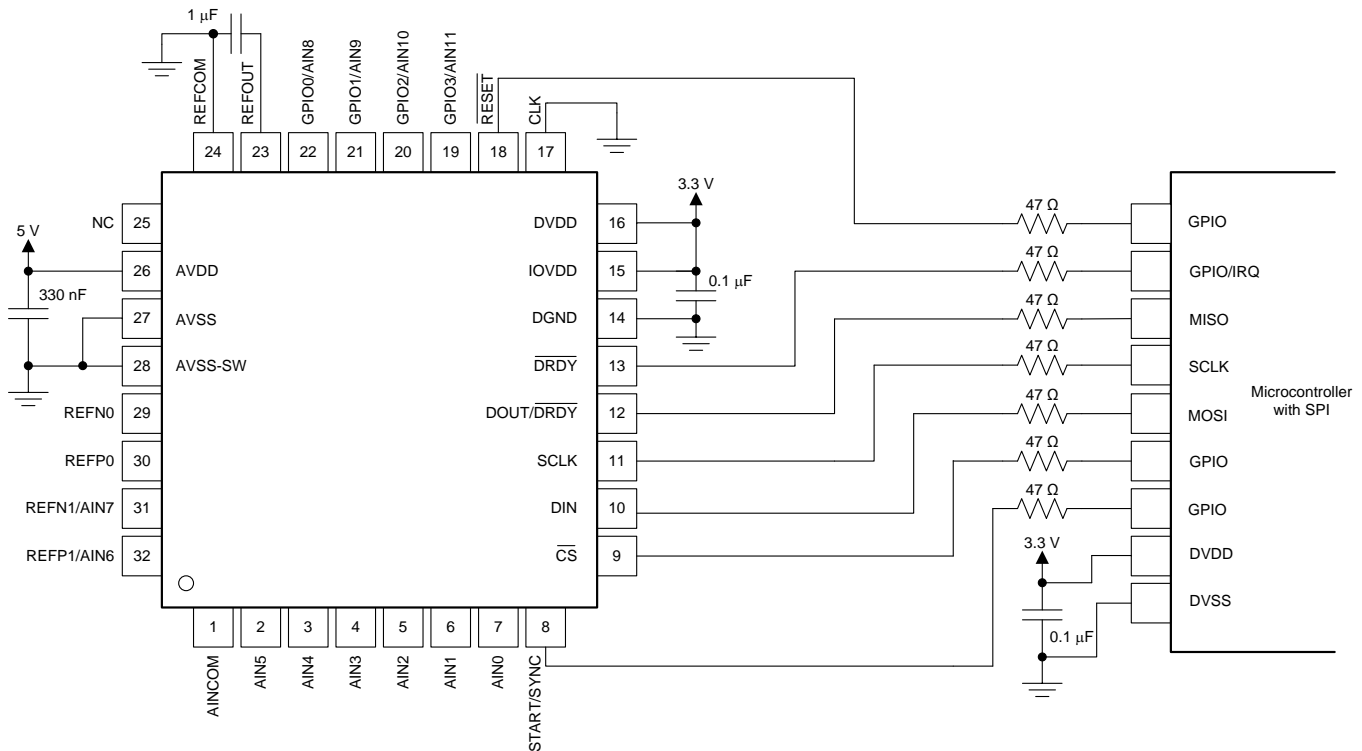 1 µF
REFCOM
REFOUT
GPIO0/AIN8
GPIO1/AIN9
GPIO2/AIN10
GPIO3/AIN11
RESET
CLK
24
23
22
21
20
19
18
17
NC
25
5 V
26
AVDD
330 nF
27
AVSS
28
AVSS-SW
REFN0
29
REFP0
30
REFN1/AIN7
31
REFP1/AIN6
32
3.3 V
DVDD
16
IOVDD
15
0.1 µF
DGND
14
DRDY
13
DOUT/DRDY
12
SCLK
11
DIN
10
CS
9
1
2
3
4
5
6
7
8
AINCOM
AIN5
AIN4
AIN3
AIN2
AIN1
AIN0
START/SYNC
47 Ω
GPIO
47 Ω
GPIO/IRQ
47 Ω
MISO
47 Ω
SCLK
47 Ω
MOSI
47 Ω
GPIO
47 Ω
GPIO
3.3 V
DVDD
DVSS
0.1 µF
Microcontroller
with SPI